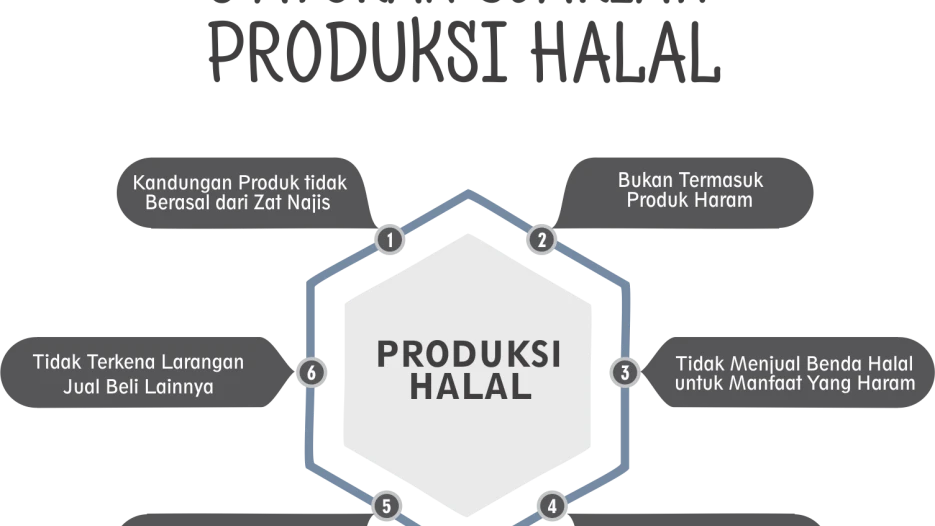 PRODUKSI HALAL
Kandungan Produk tidak
Berasal dari Zat Najis
Bukan Termasuk
Produk Haram
1
2
Tidak Terkena Larangan
Jual Beli Lainnya
6
PRODUKSI
HALAL
3
Tidak Menjual Benda Halal
untuk Manfaat Yang Haram
5
4